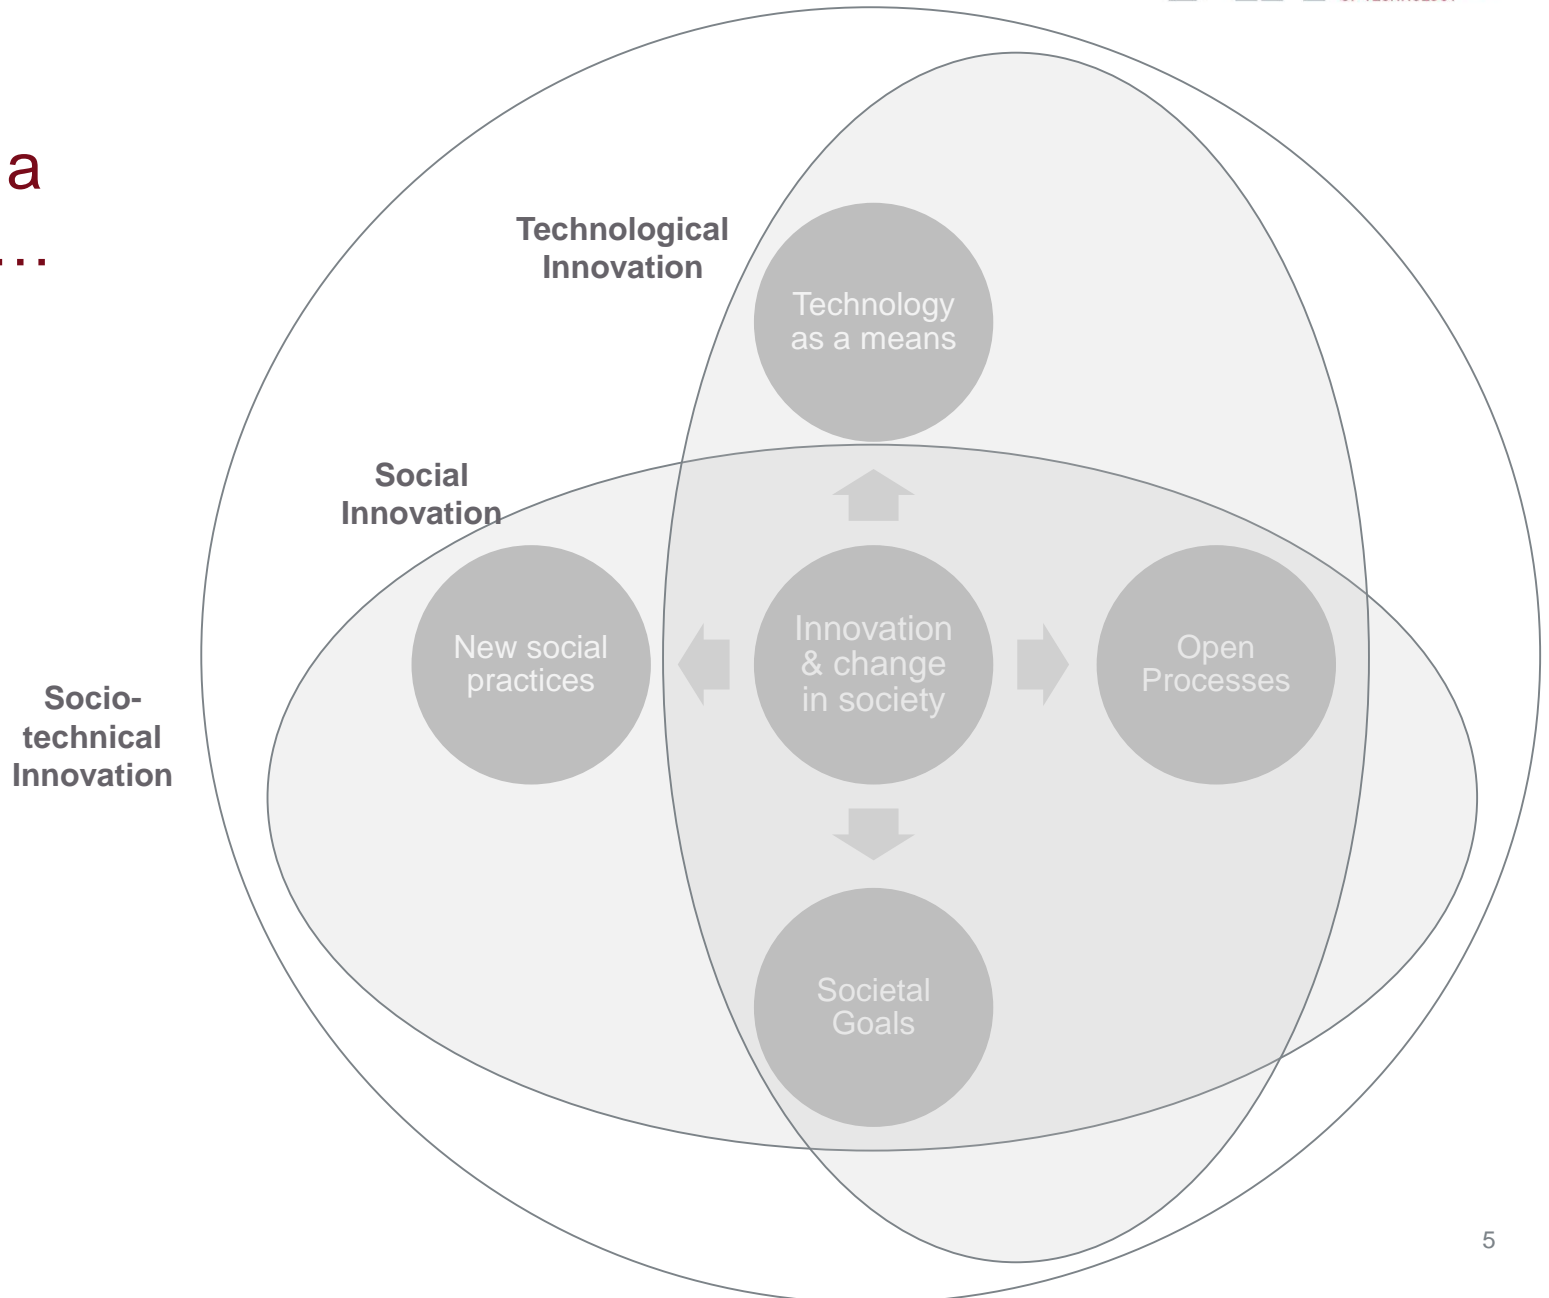 a
...
Technological
Innovation
Technology
as a means
Social
Innovation
New social
practices
Innovation
& change
in society
Open
Processes
Socio-
technical
Innovation
Societal
Goals
5